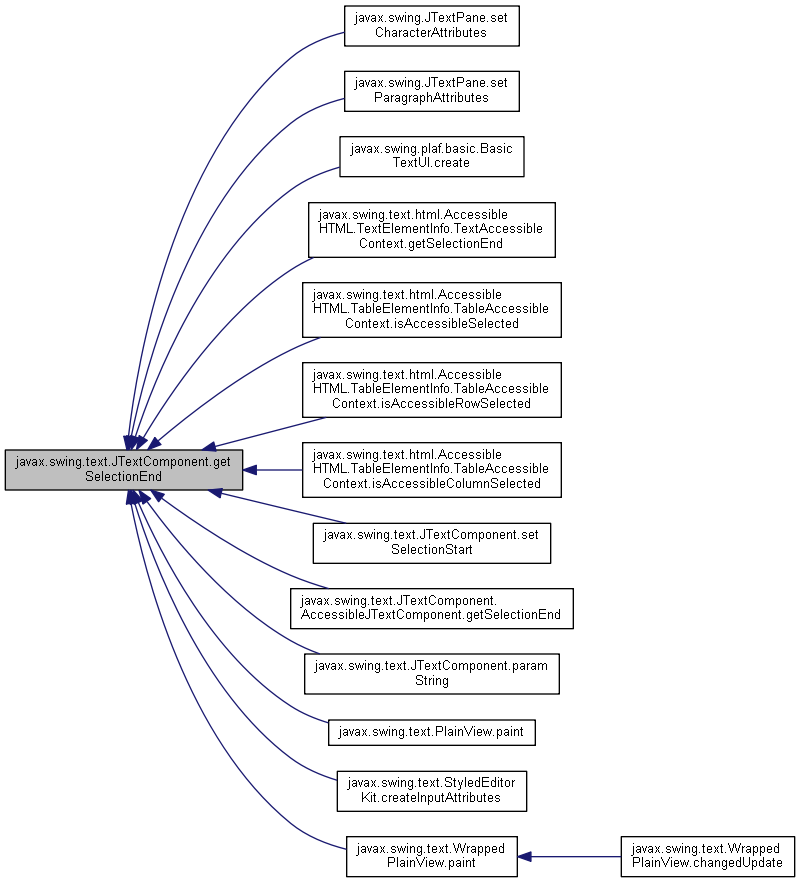 javax.swing.JTextPane.set
CharacterAttributes
javax.swing.JTextPane.set
ParagraphAttributes
javax.swing.plaf.basic.Basic
TextUI.create
javax.swing.text.html.Accessible
HTML.TextElementInfo.TextAccessible
Context.getSelectionEnd
javax.swing.text.html.Accessible
HTML.TableElementInfo.TableAccessible
Context.isAccessibleSelected
javax.swing.text.html.Accessible
HTML.TableElementInfo.TableAccessible
Context.isAccessibleRowSelected
javax.swing.text.JTextComponent.get
SelectionEnd
javax.swing.text.html.Accessible
HTML.TableElementInfo.TableAccessible
Context.isAccessibleColumnSelected
javax.swing.text.JTextComponent.set
SelectionStart
javax.swing.text.JTextComponent.
AccessibleJTextComponent.getSelectionEnd
javax.swing.text.JTextComponent.param
String
javax.swing.text.PlainView.paint
javax.swing.text.StyledEditor
Kit.createInputAttributes
javax.swing.text.Wrapped
PlainView.paint
javax.swing.text.Wrapped
PlainView.changedUpdate